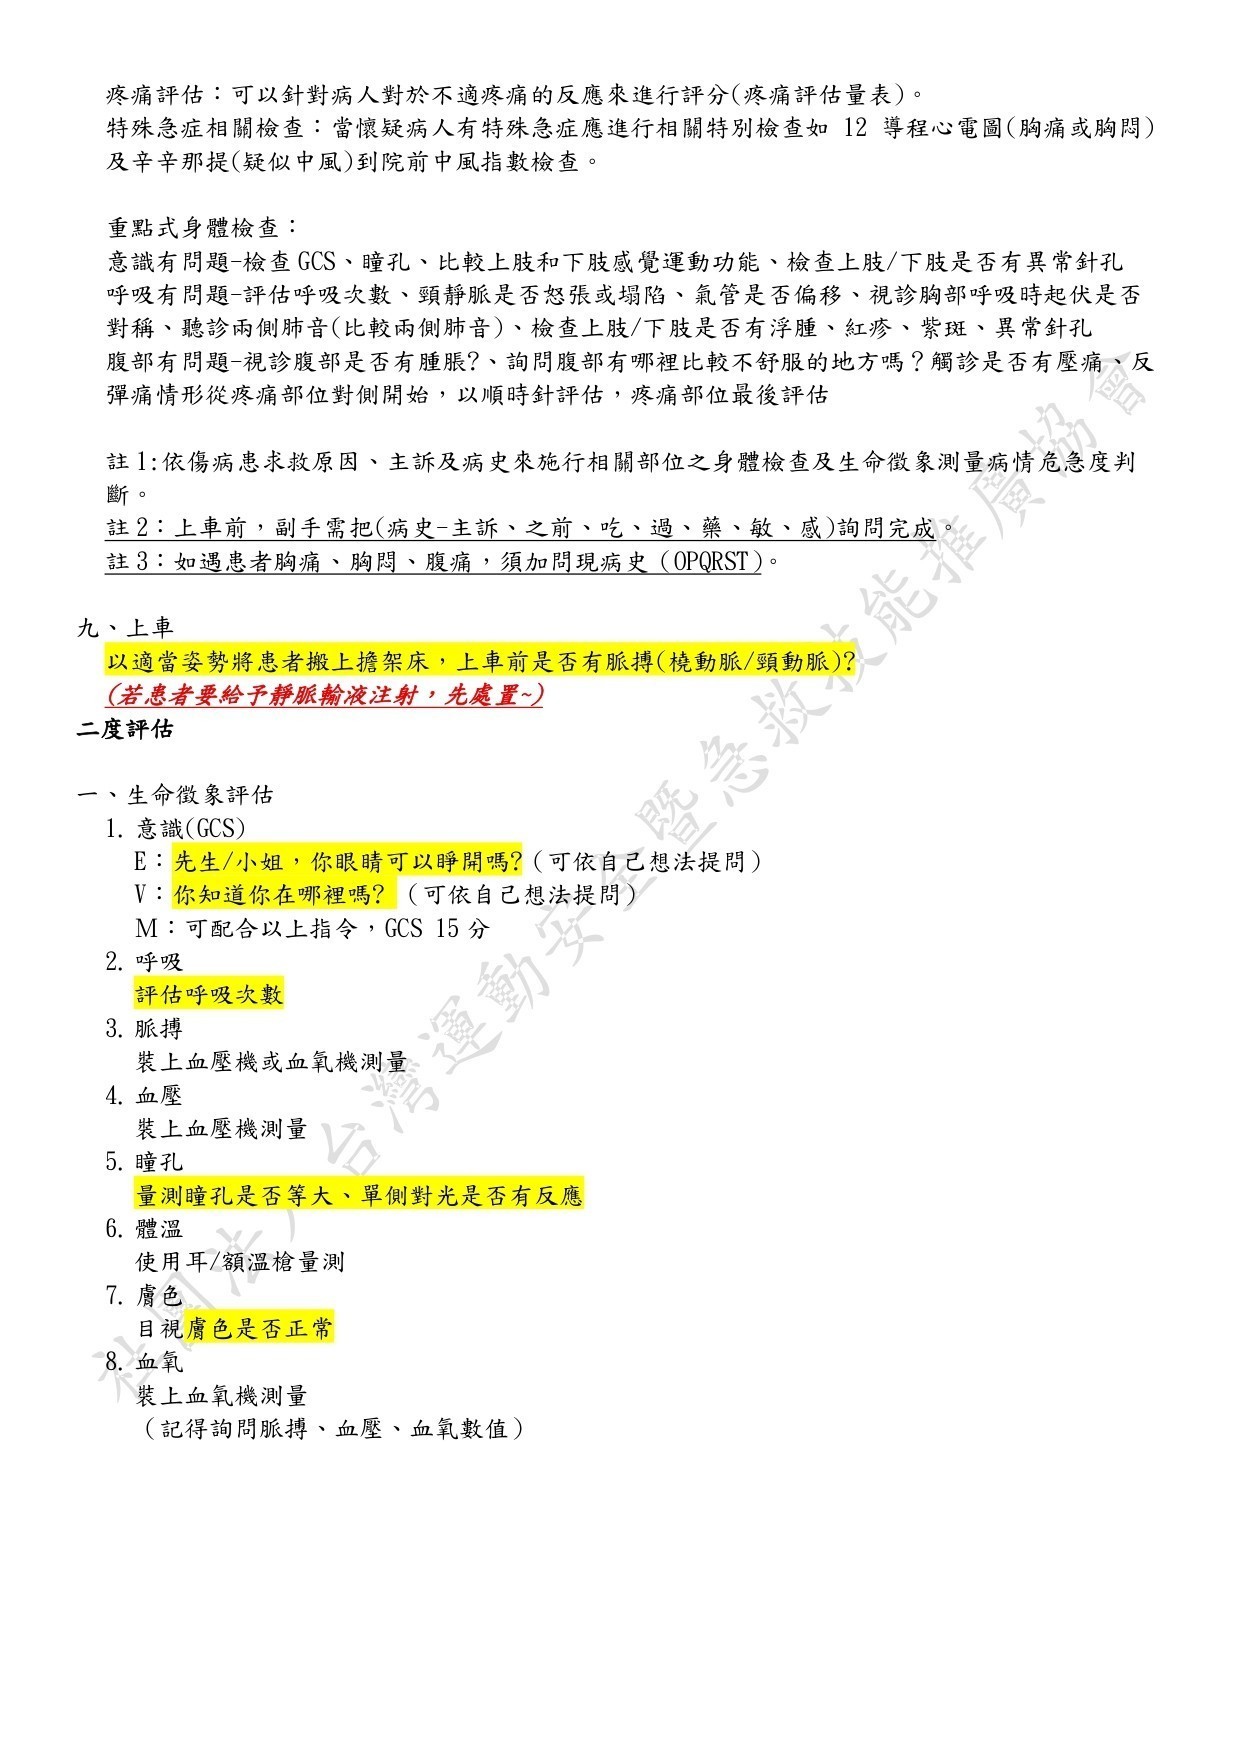 疼痛評估：可以針對病人對於不適疼痛的反應來進行評分(疼痛評估量表)。
特殊急症相關檢查：當懷疑病人有特殊急症應進行相關特別檢查如 12 導程心電圖(胸痛或胸悶)
及辛辛那提(疑似中風)到院前中風指數檢查。
重點式身體檢查：
意識有問題-檢查 GCS、瞳孔、比較上肢和下肢感覺運動功能、檢查上肢/下肢是否有異常針孔
呼吸有問題-評估呼吸次數、頸靜脈是否怒張或塌陷、氣管是否偏移、視診胸部呼吸時起伏是否
對稱、聽診兩側肺音(比較兩側肺音)、檢查上肢/下肢是否有浮腫、紅疹、紫斑、異常針孔
腹部有問題-視診腹部是否有腫脹?、詢問腹部有哪裡比較不舒服的地方嗎？觸診是否有壓痛、反
彈痛情形從疼痛部位對側開始，以順時針評估，疼痛部位最後評估
註 1:依傷病患求救原因、主訴及病史來施行相關部位之身體檢查及生命徵象測量病情危急度判
斷。
註 2：上車前，副手需把(病史-主訴、之前、吃、過、藥、敏、感)詢問完成。
註 3：如遇患者胸痛、胸悶、腹痛，須加問現病史（OPQRST）。
九、上車
以適當姿勢將患者搬上擔架床，上車前是否有脈搏(橈動脈/頸動脈)?
(若患者要給予靜脈輸液注射，先處置~)
二度評估
一、生命徵象評估
1. 意識(GCS)
E：先生/小姐，你眼睛可以睜開嗎?（可依自己想法提問）
V：你知道你在哪裡嗎? （可依自己想法提問）
M：可配合以上指令，GCS 15 分
2. 呼吸
評估呼吸次數
3. 脈搏
裝上血壓機或血氧機測量
4. 血壓
裝上血壓機測量
5. 瞳孔
量測瞳孔是否等大、單側對光是否有反應
6. 體溫
使用耳/額溫槍量測
7. 膚色
目視膚色是否正常
8. 血氧
裝上血氧機測量
（記得詢問脈搏、血壓、血氧數值）
社團法人台灣運動安全暨急救技能推廣協會